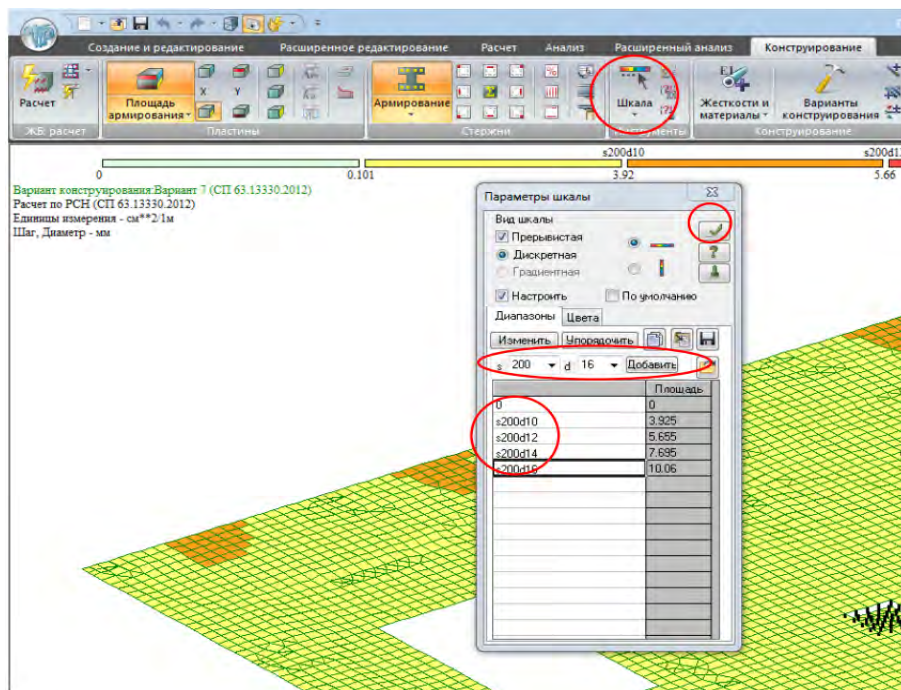 Создание и редактирование Расширенное редактирование Расчет Анализ Расширенный анализ Конструирование
Расчет
Площадь армирования
X Y
Армирование
Шкала
Жесткости и материалы
Варианты конструирования
ЖБ: расчет Пластины Стержни Инструменты Конструирование
s200d10 s200d1
0 0.101 3.92 5.66
Вариант конструирования:Вариант 7 (СП 63.13330.2012)
Расчет по РСН (СП 63.13330.2012)
Единицы измерения - см**2/1м
Шаг, Диаметр - мм
Параметры шкалы
Вид шкалы
Прерывистая
Дискретная
Градиентная
?
Настроить По умолчанию
Диапазоны Цвета
Изменить Упорядочить
s 200 d 16 Добавить
Площадь
0 0
s200d10 3.925
s200d12 5.655
s200d14 7.695
s200d16 10.06